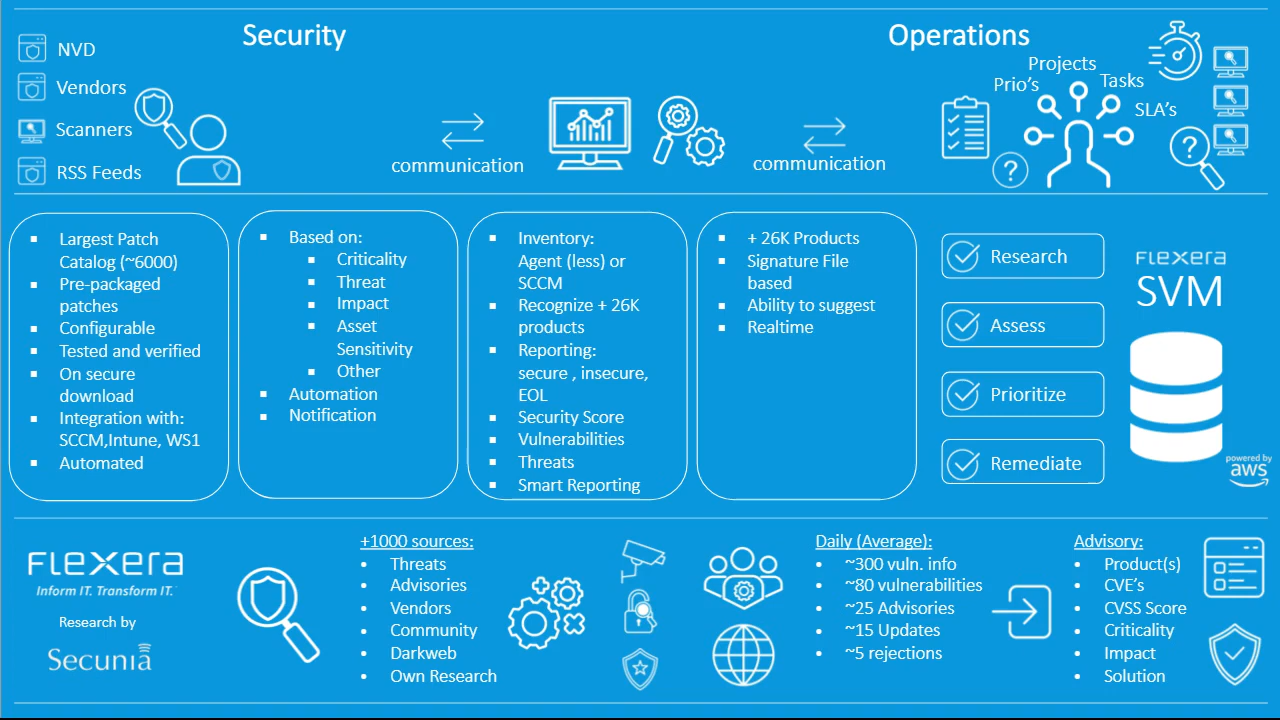 Security
Operations
NVD
Vendors
Scanners
RSS Feeds
communication
communication
Prio's
Projects
Tasks
SLA's
?
?
Largest Patch
Catalog (~6000)
Pre-packaged
patches
Configurable
Tested and verified
On secure
download
Integration with:
SCCM,Intune, WS1
Automated
Based on:
Criticality
Threat
Impact
Asset
Sensitivity
Other
Automation
Notification
Inventory:
Agent (less) or
SCCM
Recognize + 26K
products
Reporting:
secure , insecure,
EOL
Security Score
Vulnerabilities
Threats
Smart Reporting
+ 26K Products
Signature File
based
Ability to suggest
Realtime
Research
Assess
Prioritize
Remediate
FLEXERA
SVM
powered by
aws
FLEXERA
Inform IT. Transform IT.
Research by
Secunia
+1000 sources:
Threats
Advisories
Vendors
Community
Darkweb
Own Research
Daily (Average):
~300 vuln. info
~80 vulnerabilities
~25 Advisories
~15 Updates
~5 rejections
Advisory:
Product(s)
CVE's
CVSS Score
Criticality
Impact
Solution